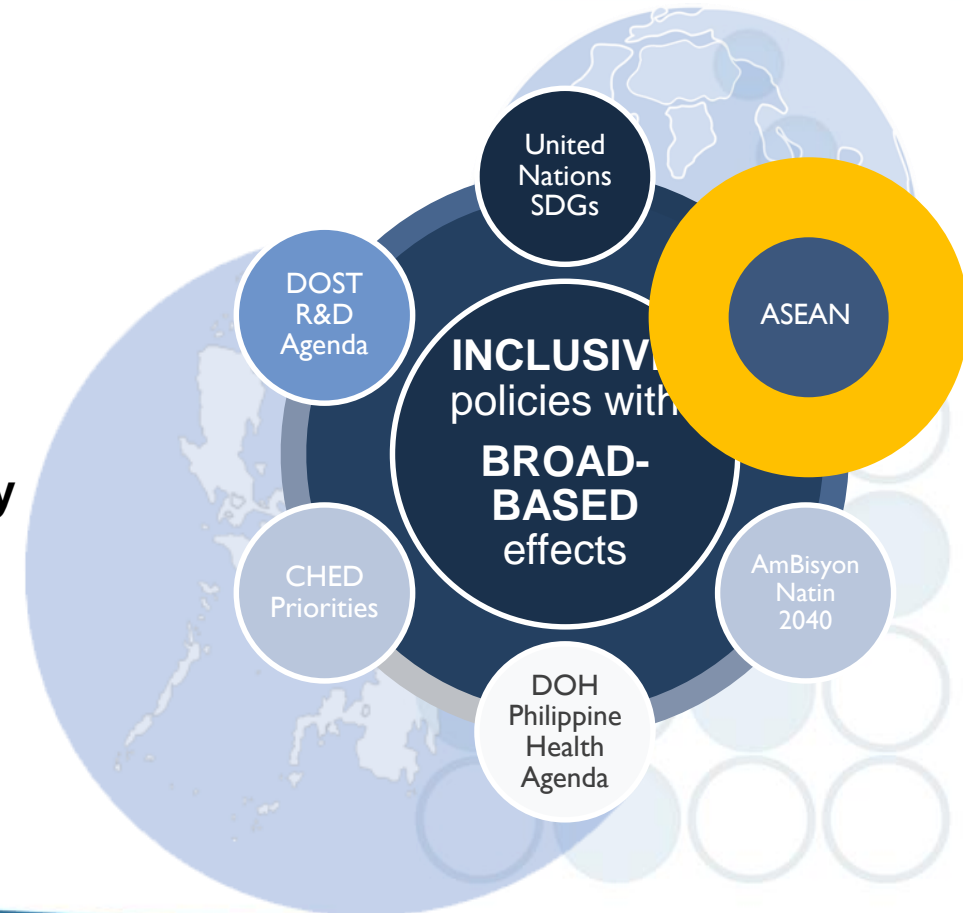 United
Nations
SDGs
ASEAN
DOST
R&D
Agenda
INCLUSIV
policies with
BROAD-
BASED
effects
y
CHED
Priorities
AmBisyon
Natin
2040
DOH
Philippine
Health
Agenda